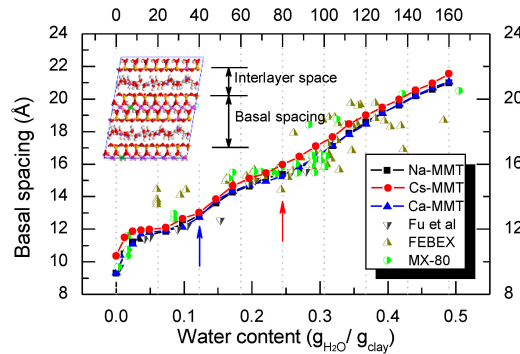 0 20 40 60 80 100 120 140 160
Basal spacing (Å)
24
22
20
18
16
14
12
10
8
Interlayer space
Basal spacing
Na-MMT
Cs-MMT
Ca-MMT
Fu et al
FEBEX
MX-80
0.0 0.1 0.2 0.3 0.4 0.5
Water content (gH₂O/ gclay)